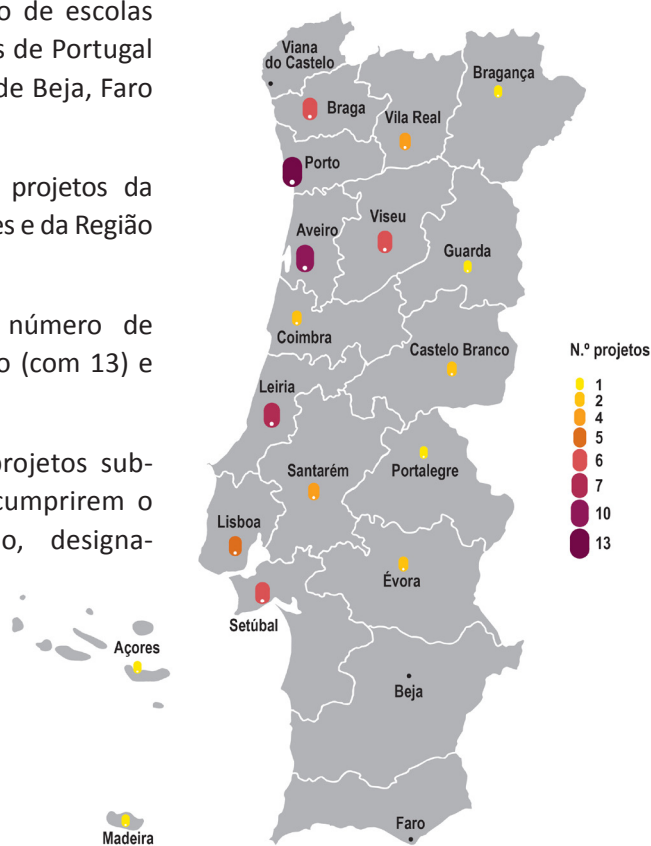 o de escolas
s de Portugal
de Beja, Faro
projetos da
es e da Região
número de
o (com 13) e
projetos sub-
cumprirem o
o, designa-
Viana
do Castelo
Bragança
Braga
Vila Real
Porto
Viseu
Aveiro
Guarda
Coimbra
Castelo Branco
Leiria
Santarém
Portalegre
Lisboa
Évora
Setúbal
Açores
Beja
Faro
Madeira
N.º projetos
1
2
4
5
6
7
10
13